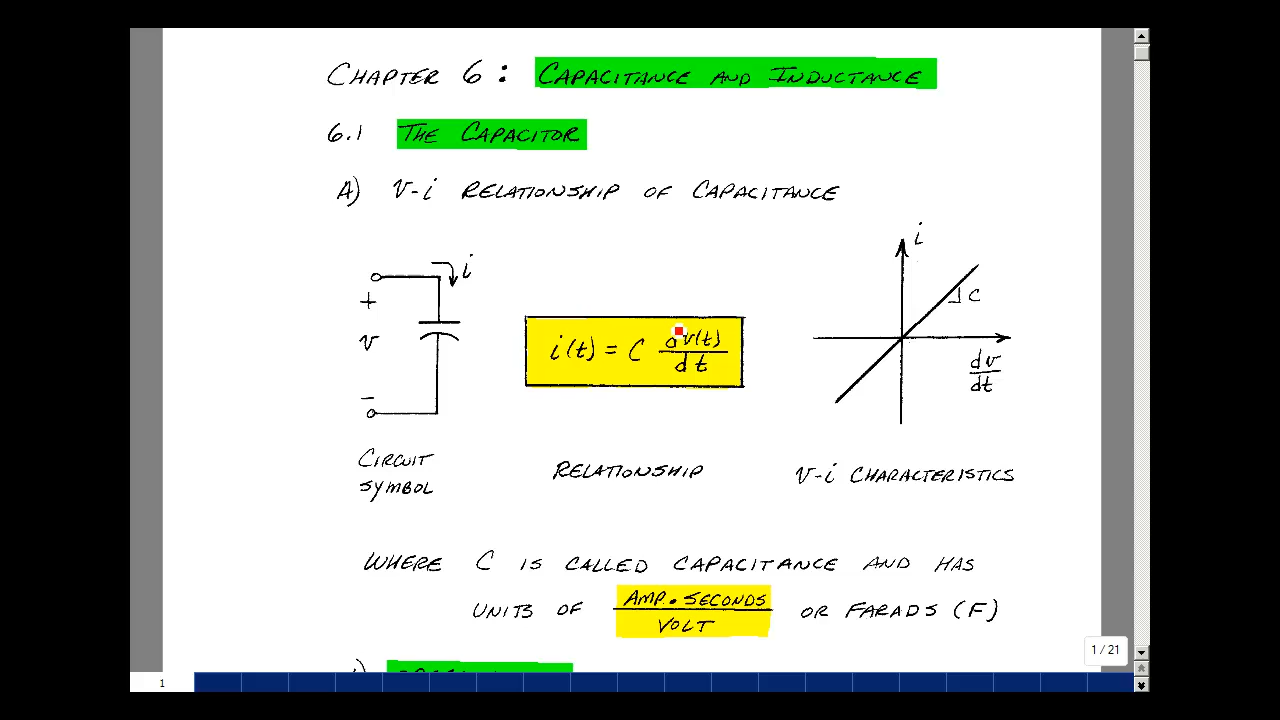 CHAPTER 6: CAPACITANCE AND INDUCTANCE
6.1 THE CAPACITOR
A) v-i RELATIONSHIP OF CAPACITANCE
i
+
v
-
i(t) = C dv(t)/dt
i
C
dv/dt
CIRCUIT SYMBOL
RELATIONSHIP
v-i CHARACTERISTICS
WHERE C IS CALLED CAPACITANCE AND HAS
UNITS OF AMP·SECONDS/VOLT OR FARADS (F)
1 / 21
1